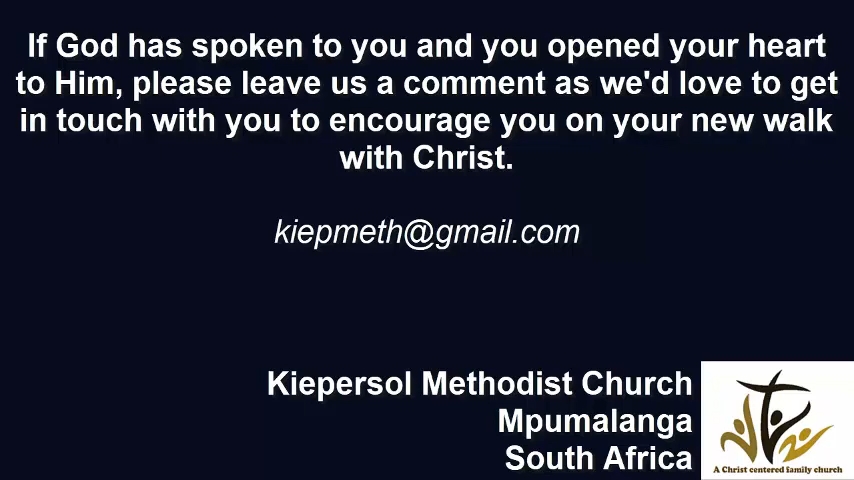 If God has spoken to you and you opened your heart
to Him, please leave us a comment as we'd love to get
in touch with you to encourage you on your new walk
with Christ.
kiepmeth@gmail.com
Kiepersol Methodist Church
Mpumalanga
South Africa
A Christ centered family church